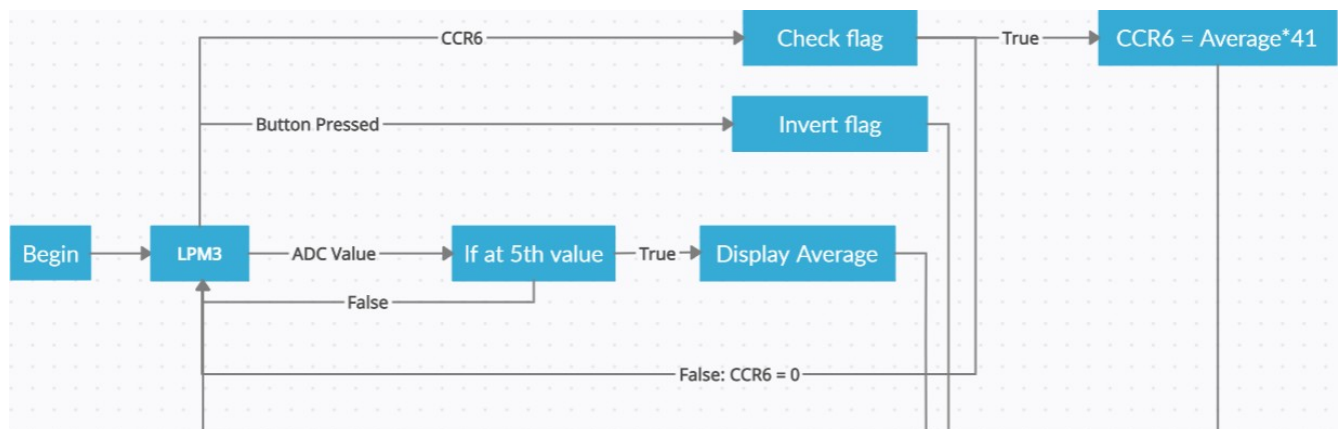 CCR6
Check flag
True
CCR6 = Average*41
Button Pressed
Invert flag
Begin
LPM3
ADC Value
If at 5th value
True
Display Average
False
False: CCR6 = 0